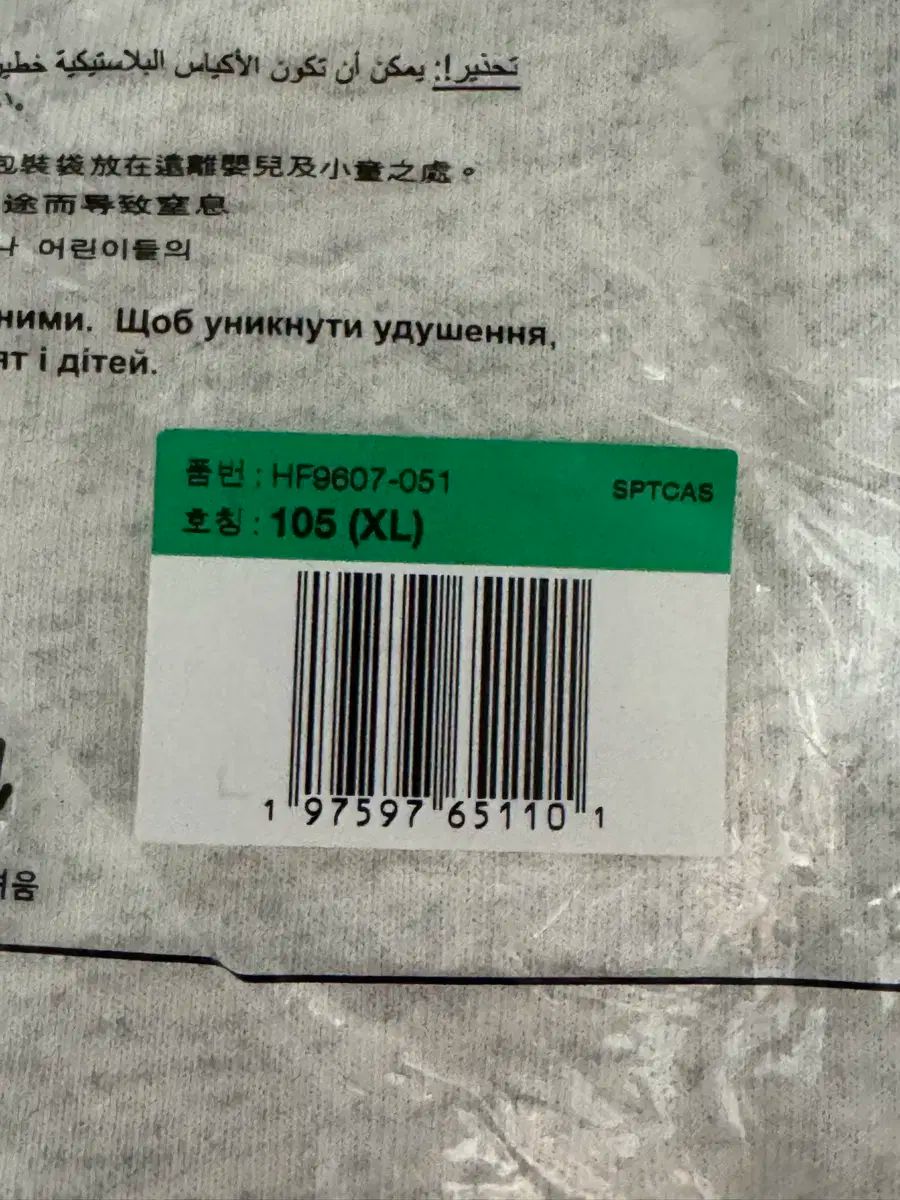 تحذير!: يمكن أن تكون الأكياس البلاستيكية
包裝袋放在遠離嬰兒及小童之處。
途而导致窒息
나 어린이들의
ними. Щоб уникнути удушення,
ят і дітей.
품번 : HF9607-051
SPTCAS
호칭 : 105 (XL)
1 97597 65110 1